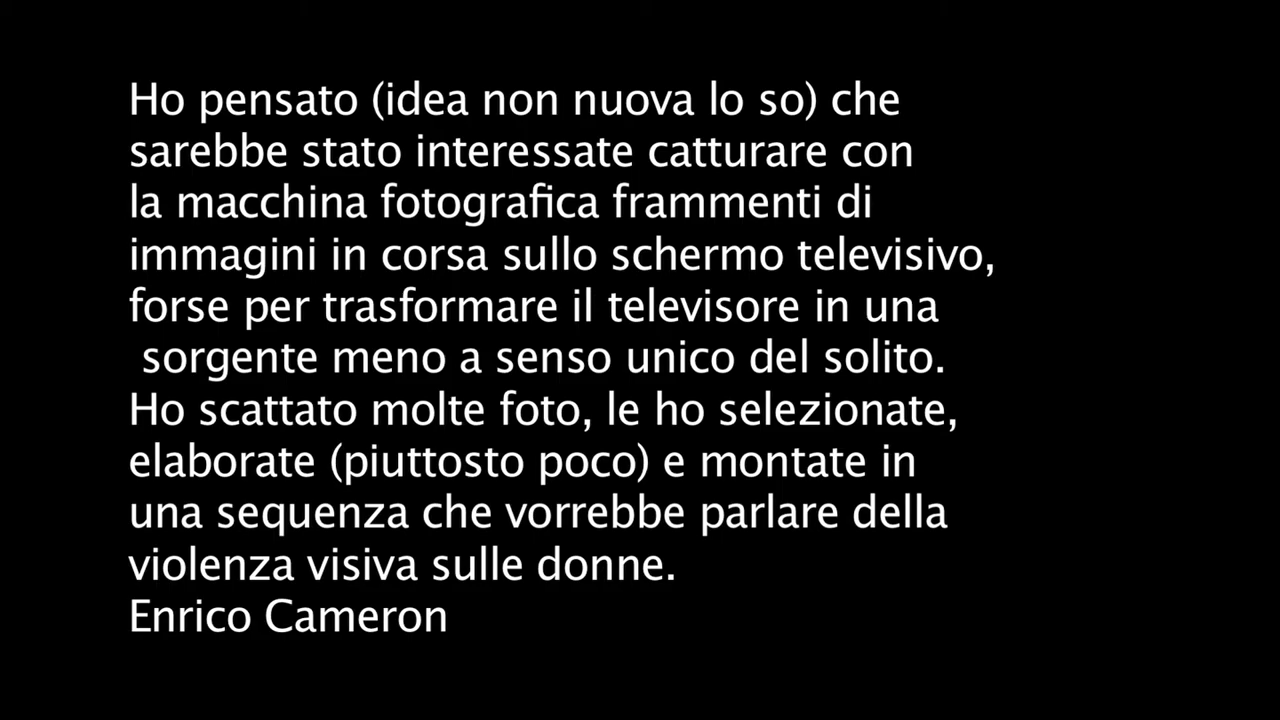 Ho pensato (idea non nuova lo so) che
sarebbe stato interessate catturare con
la macchina fotografica frammenti di
immagini in corsa sullo schermo televisivo,
forse per trasformare il televisore in una
sorgente meno a senso unico del solito.
Ho scattato molte foto, le ho selezionate,
elaborate (piuttosto poco) e montate in
una sequenza che vorrebbe parlare della
violenza visiva sulle donne.
Enrico Cameron